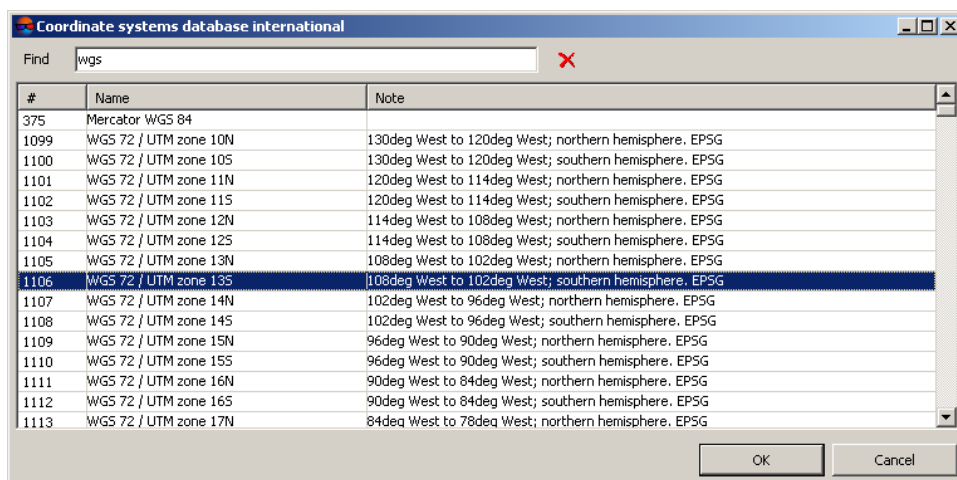 Coordinate systems database international
Find wgs
# Name Note
375 Mercator WGS 84
1099 WGS 72 / UTM zone 10N 130deg West to 120deg West; northern hemisphere. EPSG
1100 WGS 72 / UTM zone 10S 130deg West to 120deg West; southern hemisphere. EPSG
1101 WGS 72 / UTM zone 11N 120deg West to 114deg West; northern hemisphere. EPSG
1102 WGS 72 / UTM zone 11S 120deg West to 114deg West; southern hemisphere. EPSG
1103 WGS 72 / UTM zone 12N 114deg West to 108deg West; northern hemisphere. EPSG
1104 WGS 72 / UTM zone 12S 114deg West to 108deg West; southern hemisphere. EPSG
1105 WGS 72 / UTM zone 13N 108deg West to 102deg West; northern hemisphere. EPSG
1106 WGS 72 / UTM zone 13S 108deg West to 102deg West; southern hemisphere. EPSG
1107 WGS 72 / UTM zone 14N 102deg West to 96deg West; northern hemisphere. EPSG
1108 WGS 72 / UTM zone 14S 102deg West to 96deg West; southern hemisphere. EPSG
1109 WGS 72 / UTM zone 15N 96deg West to 90deg West; northern hemisphere. EPSG
1110 WGS 72 / UTM zone 15S 96deg West to 90deg West; southern hemisphere. EPSG
1111 WGS 72 / UTM zone 16N 90deg West to 84deg West; northern hemisphere. EPSG
1112 WGS 72 / UTM zone 16S 90deg West to 84deg West; southern hemisphere. EPSG
1113 WGS 72 / UTM zone 17N 84deg West to 78deg West; northern hemisphere. EPSG
OK Cancel